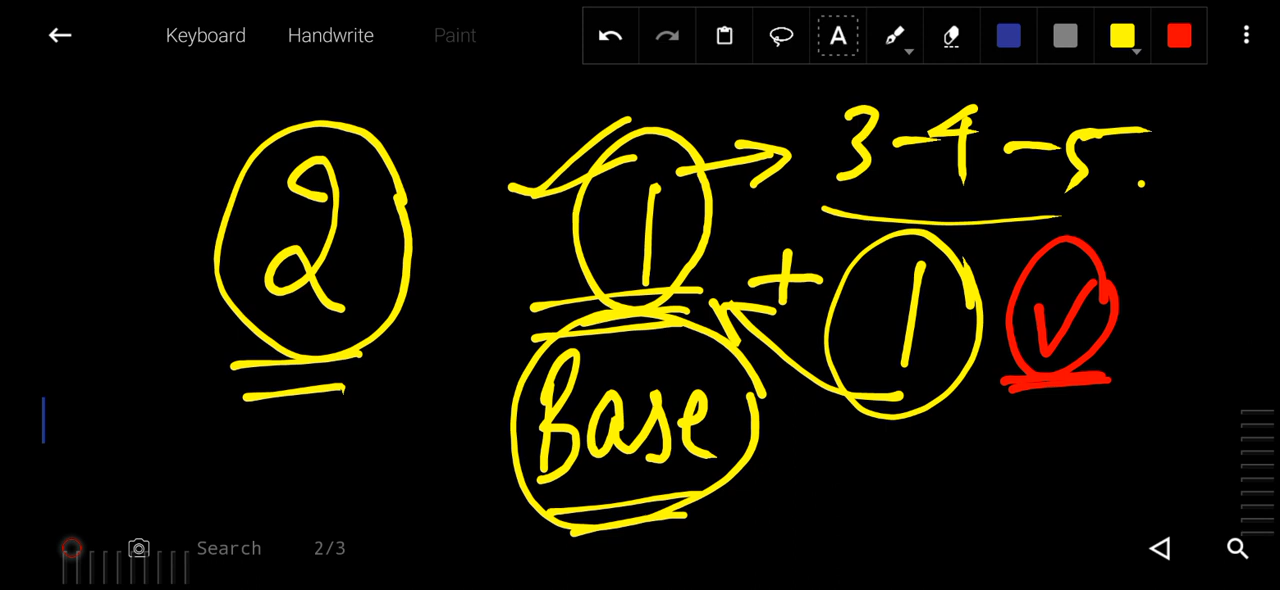 Keyboard Handwrite Paint A
2 1 → 3-4-5.
+ 1 ✓
Base
Search 2/3